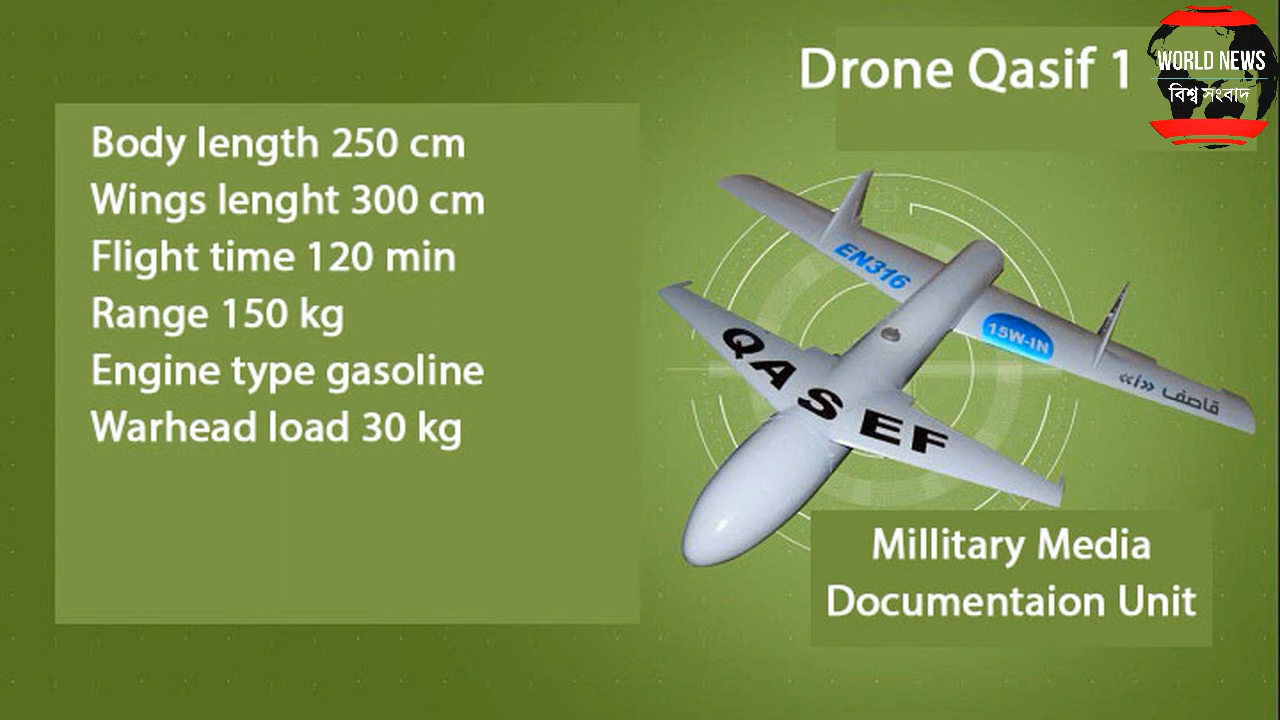 Drone Qasif 1
WORLD NEWS
বিশ্ব সংবাদ
Body length 250 cm
Wings lenght 300 cm
Flight time 120 min
Range 150 kg
Engine type gasoline
Warhead load 30 kg
EN316
15W-IN
QASEF
قاصف «i»
Millitary Media
Documentaion Unit